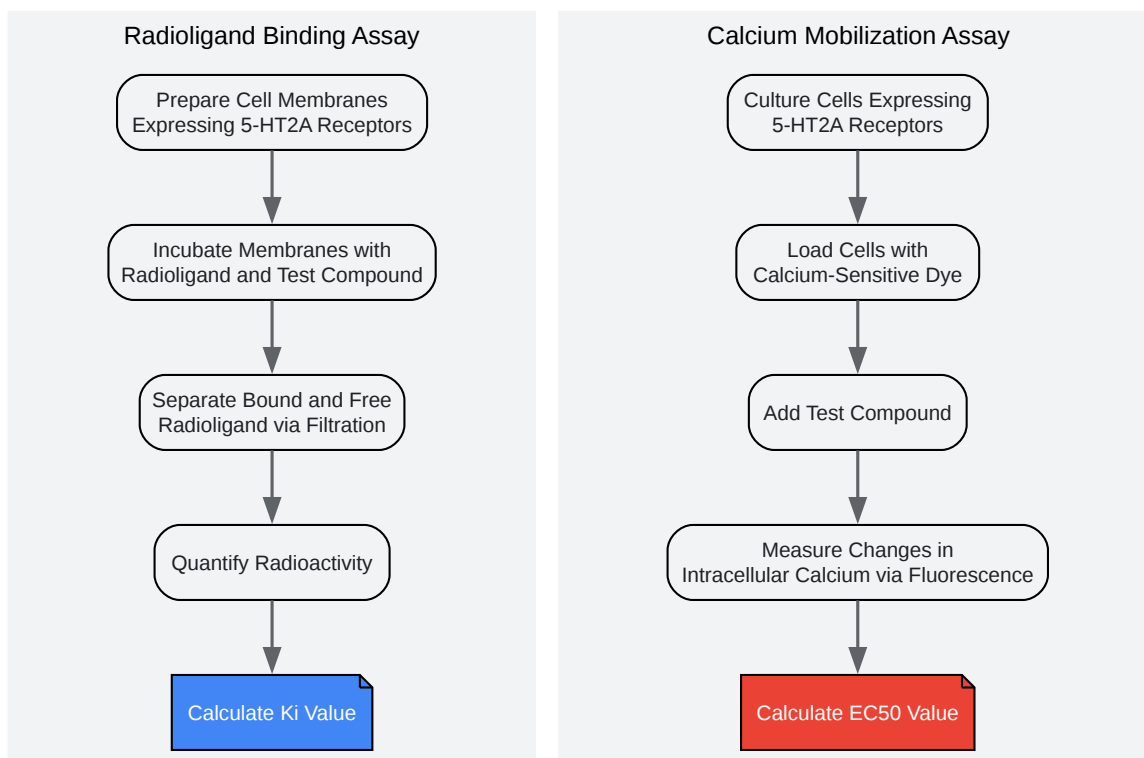 Radioligand Binding Assay
Prepare Cell Membranes
Expressing 5-HT2A Receptors
Incubate Membranes with
Radioligand and Test Compound
Separate Bound and Free
Radioligand via Filtration
Quantify Radioactivity
Calculate Ki Value
Calcium Mobilization Assay
Culture Cells Expressing
5-HT2A Receptors
Load Cells with
Calcium-Sensitive Dye
Add Test Compound
Measure Changes in
Intracellular Calcium via Fluorescence
Calculate EC50 Value